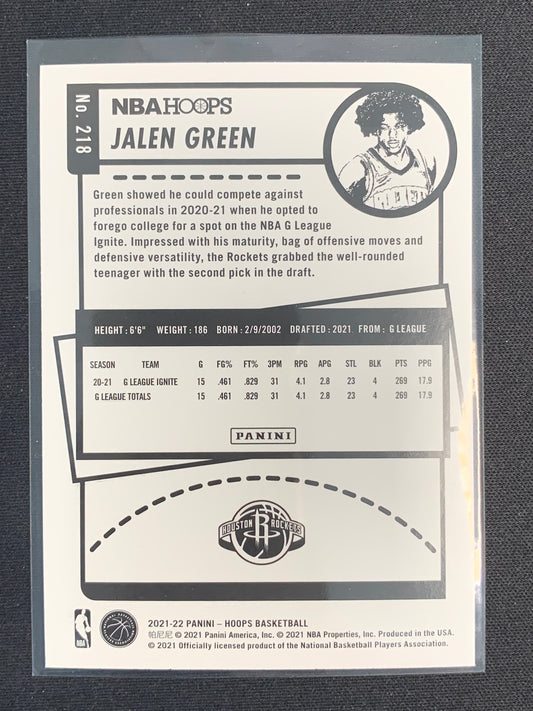 No. 218
NBA HOOPS
JALEN GREEN
Green showed he could compete against
professionals in 2020-21 when he opted to
forego college for a spot on the NBA G League
Ignite. Impressed with his maturity, bag of offensive moves and
defensive versatility, the Rockets grabbed the well-rounded
teenager with the second pick in the draft.
HEIGHT: 6'6" WEIGHT: 186 BORN: 2/9/2002 DRAFTED: 2021 FROM: G LEAGUE
SEASON TEAM G FG% FT% 3PM RPG APG STL BLK PTS PPG
20-21 G LEAGUE IGNITE 15 .461 .829 31 4.1 2.8 23 4 269 17.9
G LEAGUE TOTALS 15 .461 .829 31 4.1 2.8 23 4 269 17.9
PANINI
HOUSTON ROCKETS
R
NBA
2021-22 PANINI – HOOPS BASKETBALL
帕尼尼 © 2021 Panini America, Inc. © 2021 NBA Properties, Inc. Produced in the USA.
© 2021 Officially licensed product of the National Basketball Players Association.